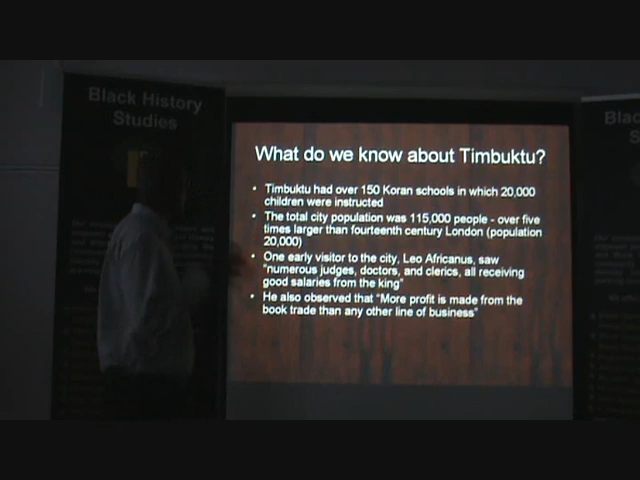 Black History
Studies
What do we know about Timbuktu?
• Timbuktu had over 150 Koran schools in which 20,000
children were instructed
• The total city population was 115,000 people - over five
times larger than fourteenth century London (population
20,000)
• One early visitor to the city, Leo Africanus, saw
"numerous judges, doctors, and clerics, all receiving
good salaries from the king"
• He also observed that "More profit is made from the
book trade than any other line of business"